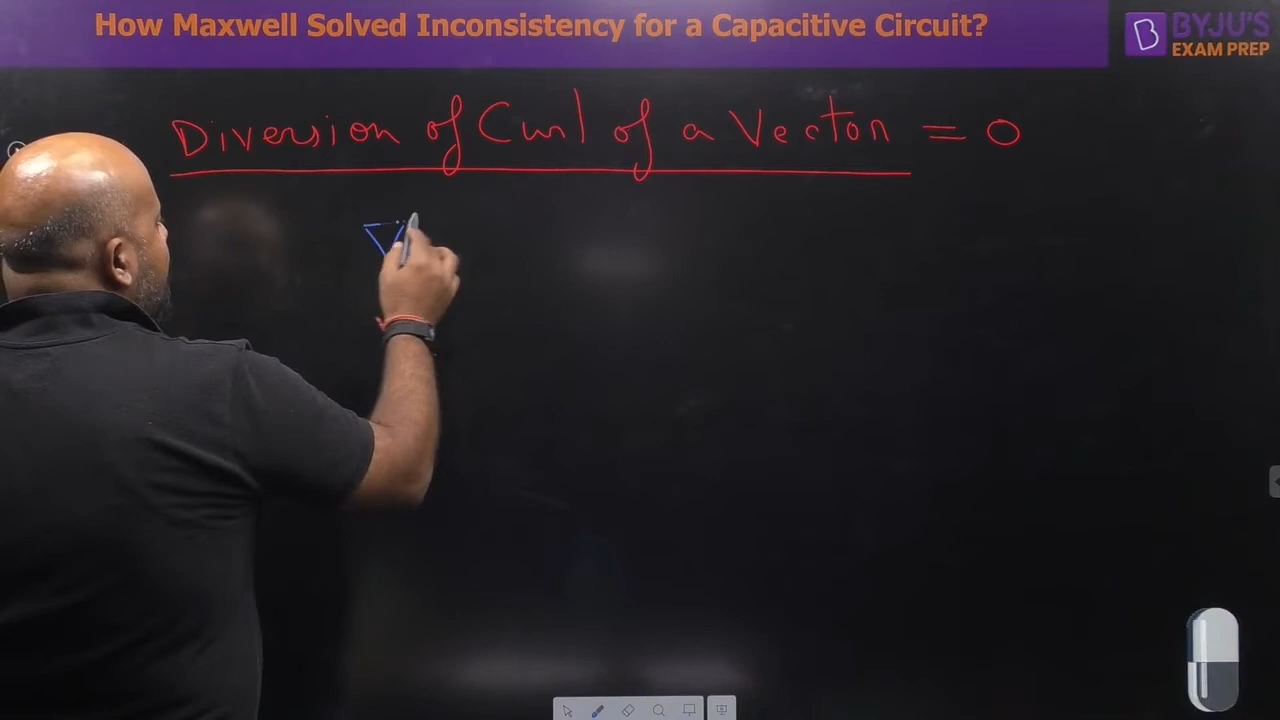 How Maxwell Solved Inconsistency for a Capacitive Circuit?
BYJU'S
EXAM PREP
Diversion of Curl of a Vector = 0
∇